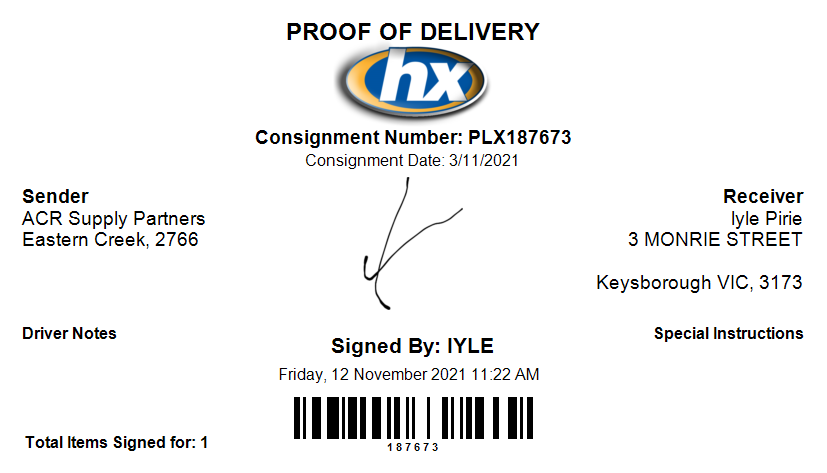 PROOF OF DELIVERY
hx
Consignment Number: PLX187673
Consignment Date: 3/11/2021
Sender
ACR Supply Partners
Eastern Creek, 2766
Receiver
lyle Pirie
3 MONRIE STREET
Keysborough VIC, 3173
Driver Notes
Special Instructions
Signed By: lYLE
Friday, 12 November 2021 11:22 AM
187673
Total Items Signed for: 1